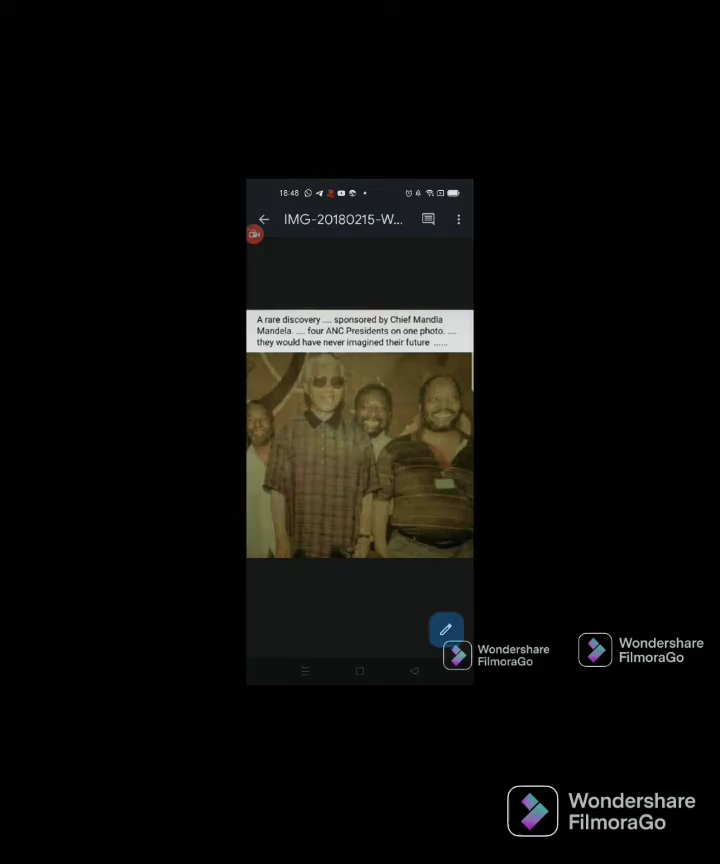 18:48
IMG-20180215-W...
A rare discovery .... sponsored by Chief Mandla
Mandela. .... four ANC Presidents on one photo. ....
they would have never imagined their future ......
Wondershare
FilmoraGo
Wondershare
FilmoraGo
Wondershare
FilmoraGo